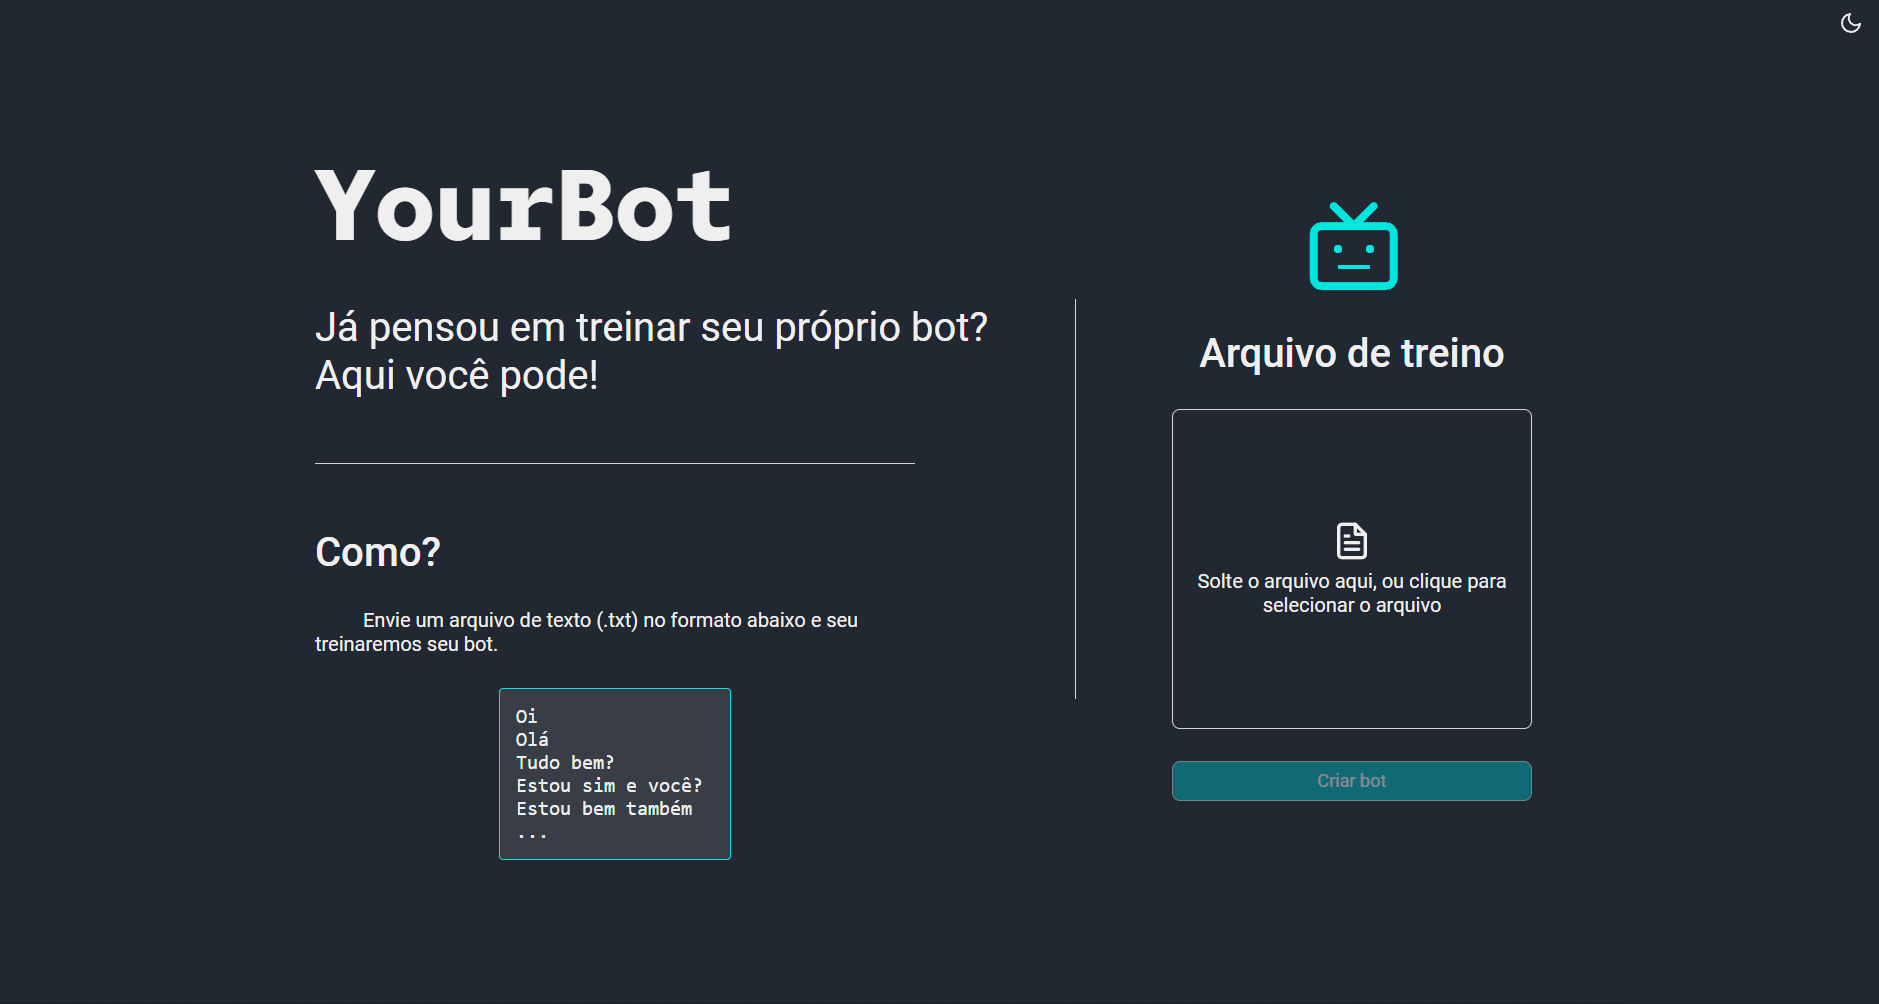 YourBot
Já pensou em treinar seu próprio bot?
Aqui você pode!
Como?
Envie um arquivo de texto (.txt) no formato abaixo e seu
treinaremos seu bot.
Oi
Olá
Tudo bem?
Estou sim e você?
Estou bem também
...
Arquivo de treino
Solte o arquivo aqui, ou clique para
selecionar o arquivo
Criar bot